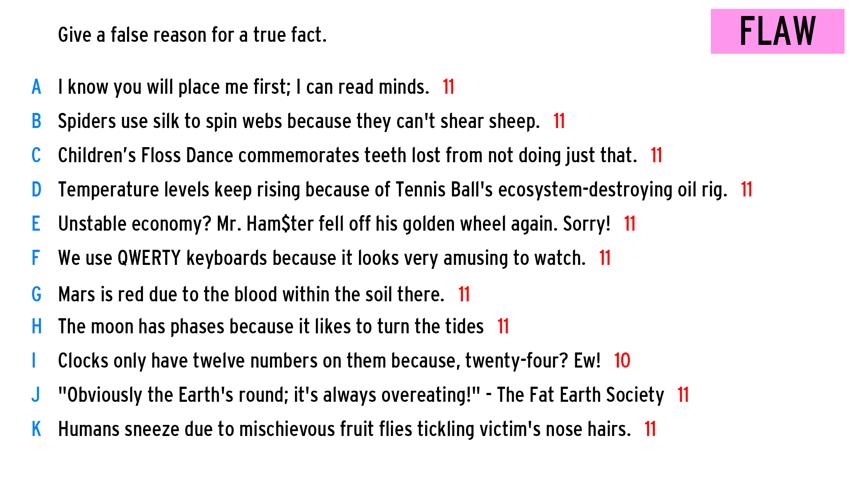 Give a false reason for a true fact.
FLAW
A I know you will place me first; I can read minds. 11
B Spiders use silk to spin webs because they can't shear sheep. 11
C Children's Floss Dance commemorates teeth lost from not doing just that. 11
D Temperature levels keep rising because of Tennis Ball's ecosystem-destroying oil rig. 11
E Unstable economy? Mr. Ham$ter fell off his golden wheel again. Sorry! 11
F We use QWERTY keyboards because it looks very amusing to watch. 11
G Mars is red due to the blood within the soil there. 11
H The moon has phases because it likes to turn the tides 11
I Clocks only have twelve numbers on them because, twenty-four? Ew! 10
J "Obviously the Earth's round; it's always overeating!" - The Fat Earth Society 11
K Humans sneeze due to mischievous fruit flies tickling victim's nose hairs. 11